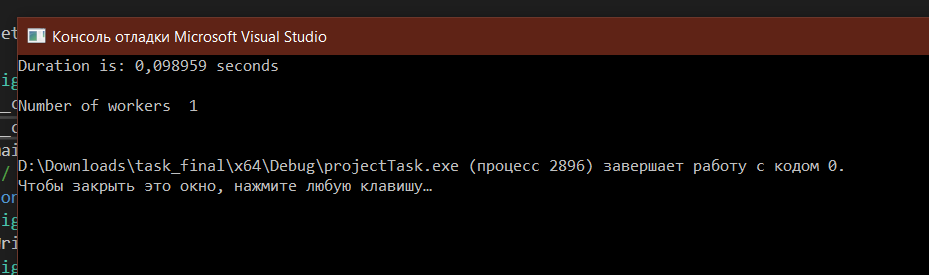 Консоль отладки Microsoft Visual Studio
Duration is: 0,098959 seconds
Number of workers  1
D:\Downloads\task_final\x64\Debug\projectTask.exe (процесс 2896) завершает работу с кодом 0.
Чтобы закрыть это окно, нажмите любую клавишу…